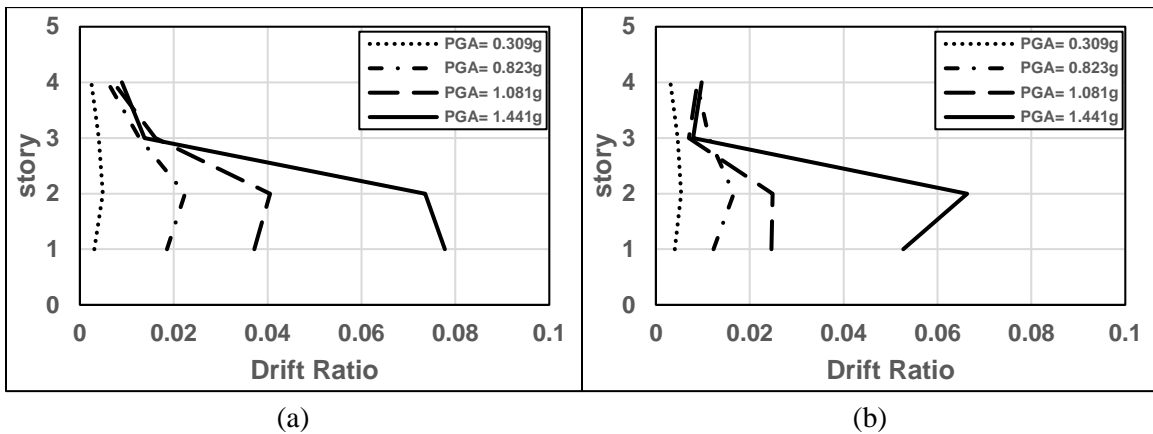 5
4
3
2
1
0
story
0 0.02 0.04 0.06 0.08 0.1
Drift Ratio
PGA= 0.309g
PGA= 0.823g
PGA= 1.081g
PGA= 1.441g
(a)
5
4
3
2
1
0
story
0 0.02 0.04 0.06 0.08 0.1
Drift Ratio
PGA= 0.309g
PGA= 0.823g
PGA= 1.081g
PGA= 1.441g
(b)